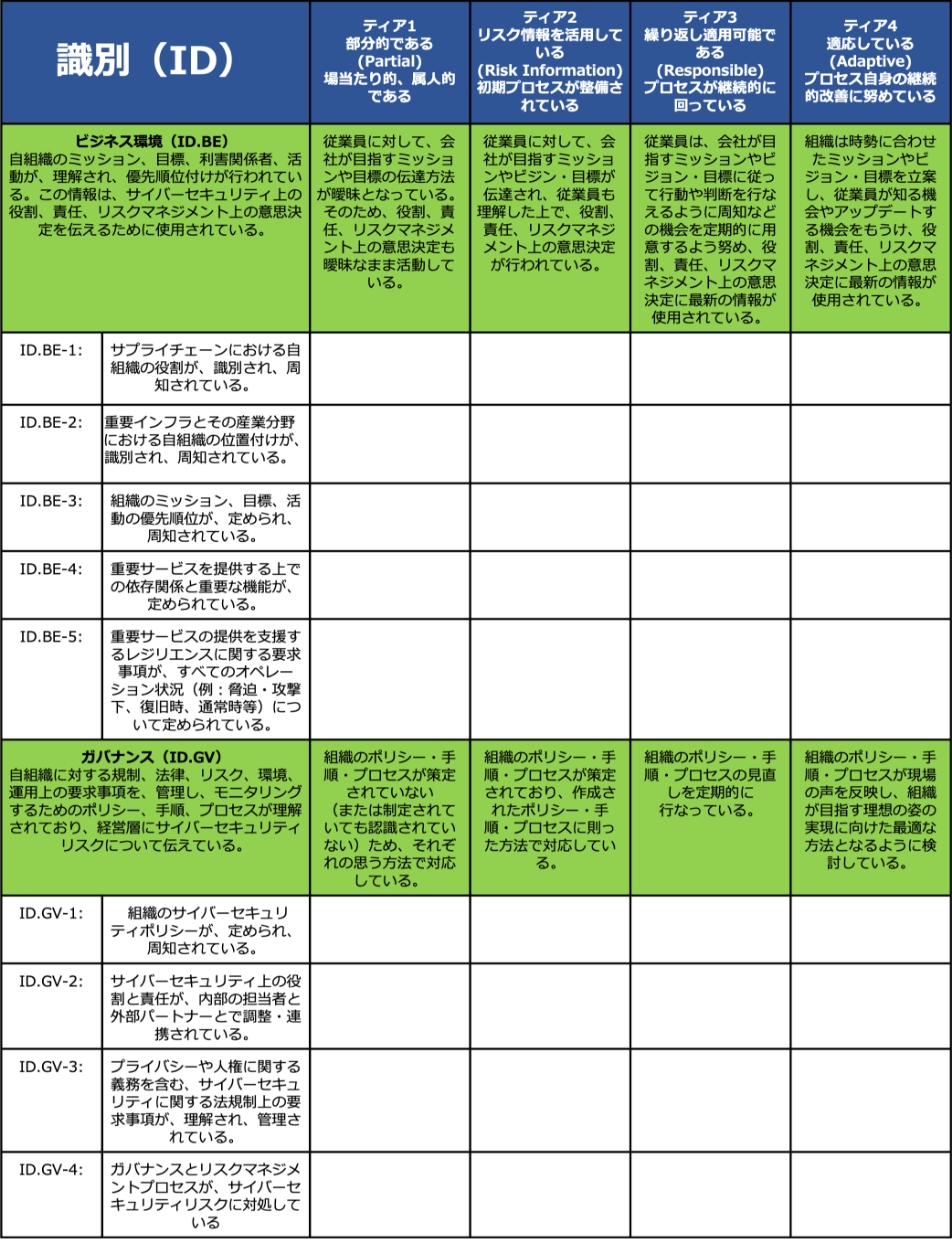 識別（ID）
ティア1
部分的である
(Partial)
場当たり的、属人的
である
ティア2
リスク情報を活用して
いる
(Risk Information)
初期プロセスが整備さ
れている
ティア3
繰り返し適用可能で
ある
(Responsible)
プロセスが継続的に
回っている
ティア4
適応している
(Adaptive)
プロセス自身の継続
的改善に努めている
ビジネス環境（ID.BE）
自組織のミッション、目標、利害関係者、活
動が、理解され、優先順位付けが行われてい
る。この情報は、サイバーセキュリティ上の
役割、責任、リスクマネジメント上の意思決
定を伝えるために使用されている。
従業員に対して、会
社が目指すミッショ
ンや目標の伝達方法
が曖昧となっている。
そのため、役割、責
任、リスクマネジメ
ント上の意思決定も
曖昧なまま活動して
いる。
従業員に対して、会
社が目指すミッショ
ンやビジン・目標が
伝達され、従業員も
理解した上で、役割、
責任、リスクマネジ
メント上の意思決定
が行われている。
従業員は、会社が目
指すミッションやビ
ジョン・目標に従っ
て行動や判断を行な
えるように周知など
の機会を定期的に用
意するよう努め、役
割、責任、リスクマ
ネジメント上の意思
決定に最新の情報が
使用されている。
組織は時勢に合わせ
たミッションやビ
ジョン・目標を立案
し、従業員が知る機
会やアップデートす
る機会をもうけ、役
割、責任、リスクマ
ネジメント上の意思
決定に最新の情報が
使用されている。
ID.BE-1:
サプライチェーンにおける自
組織の役割が、識別され、周
知されている。
ID.BE-2:
重要インフラとその産業分野
における自組織の位置付けが、
識別され、周知されている。
ID.BE-3:
組織のミッション、目標、活
動の優先順位が、定められ、
周知されている。
ID.BE-4:
重要サービスを提供する上で
の依存関係と重要な機能が、
定められている。
ID.BE-5:
重要サービスの提供を支援す
るレジリエンスに関する要求
事項が、すべてのオペレー
ション状況（例：脅迫・攻撃
下、復旧時、通常時等）につ
いて定められている。
ガバナンス（ID.GV）
自組織に対する規制、法律、リスク、環境、
運用上の要求事項を、管理し、モニタリング
するためのポリシー、手順、プロセスが理解
されており、経営層にサイバーセキュリティ
リスクについて伝えている。
組織のポリシー・手
順・プロセスが策定
されていない
（または制定されて
いても認識されてい
ない）ため、それぞ
れの思う方法で対応
している。
組織のポリシー・手
順・プロセスが策定
されており、作成さ
れたポリシー・手
順・プロセスに則っ
た方法で対応してい
る。
組織のポリシー・手
順・プロセスの見直
しを定期的に
行なっている。
組織のポリシー・手
順・プロセスが現場
の声を反映し、組織
が目指す理想の姿の
実現に向けた最適な
方法となるように検
討している。
ID.GV-1:
組織のサイバーセキュリ
ティポリシーが、定められ、
周知されている。
ID.GV-2:
サイバーセキュリティ上の役
割と責任が、内部の担当者と
外部パートナーとで調整・連
携されている。
ID.GV-3:
プライバシーや人権に関する
義務を含む、サイバーセキュ
リティに関する法規制上の要
求事項が、理解され、管理さ
れている。
ID.GV-4:
ガバナンスとリスクマネジメ
ントプロセスが、サイバーセ
キュリティリスクに対処して
いる